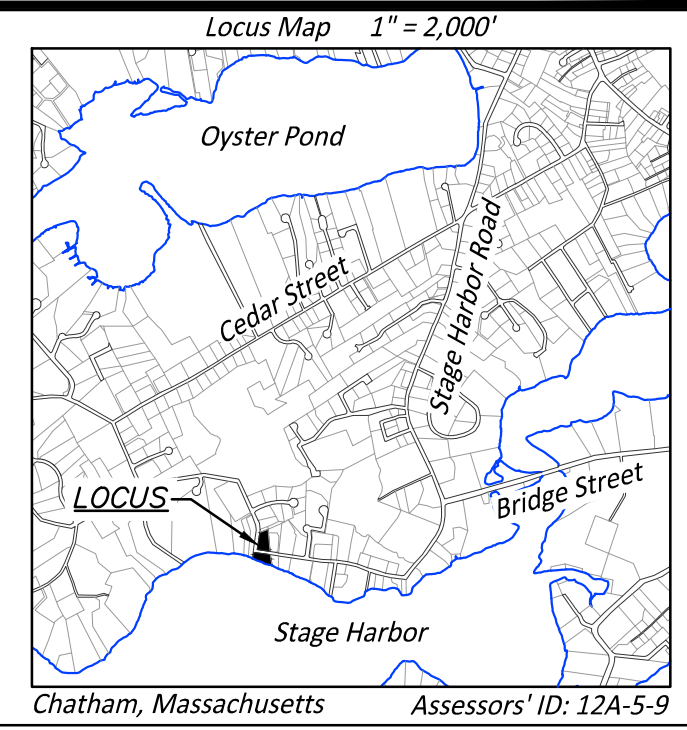 Locus Map 1" = 2,000'
Oyster Pond
Cedar Street
Stage Harbor Road
LOCUS
Bridge Street
Stage Harbor
Chatham, Massachusetts Assessors' ID: 12A-5-9